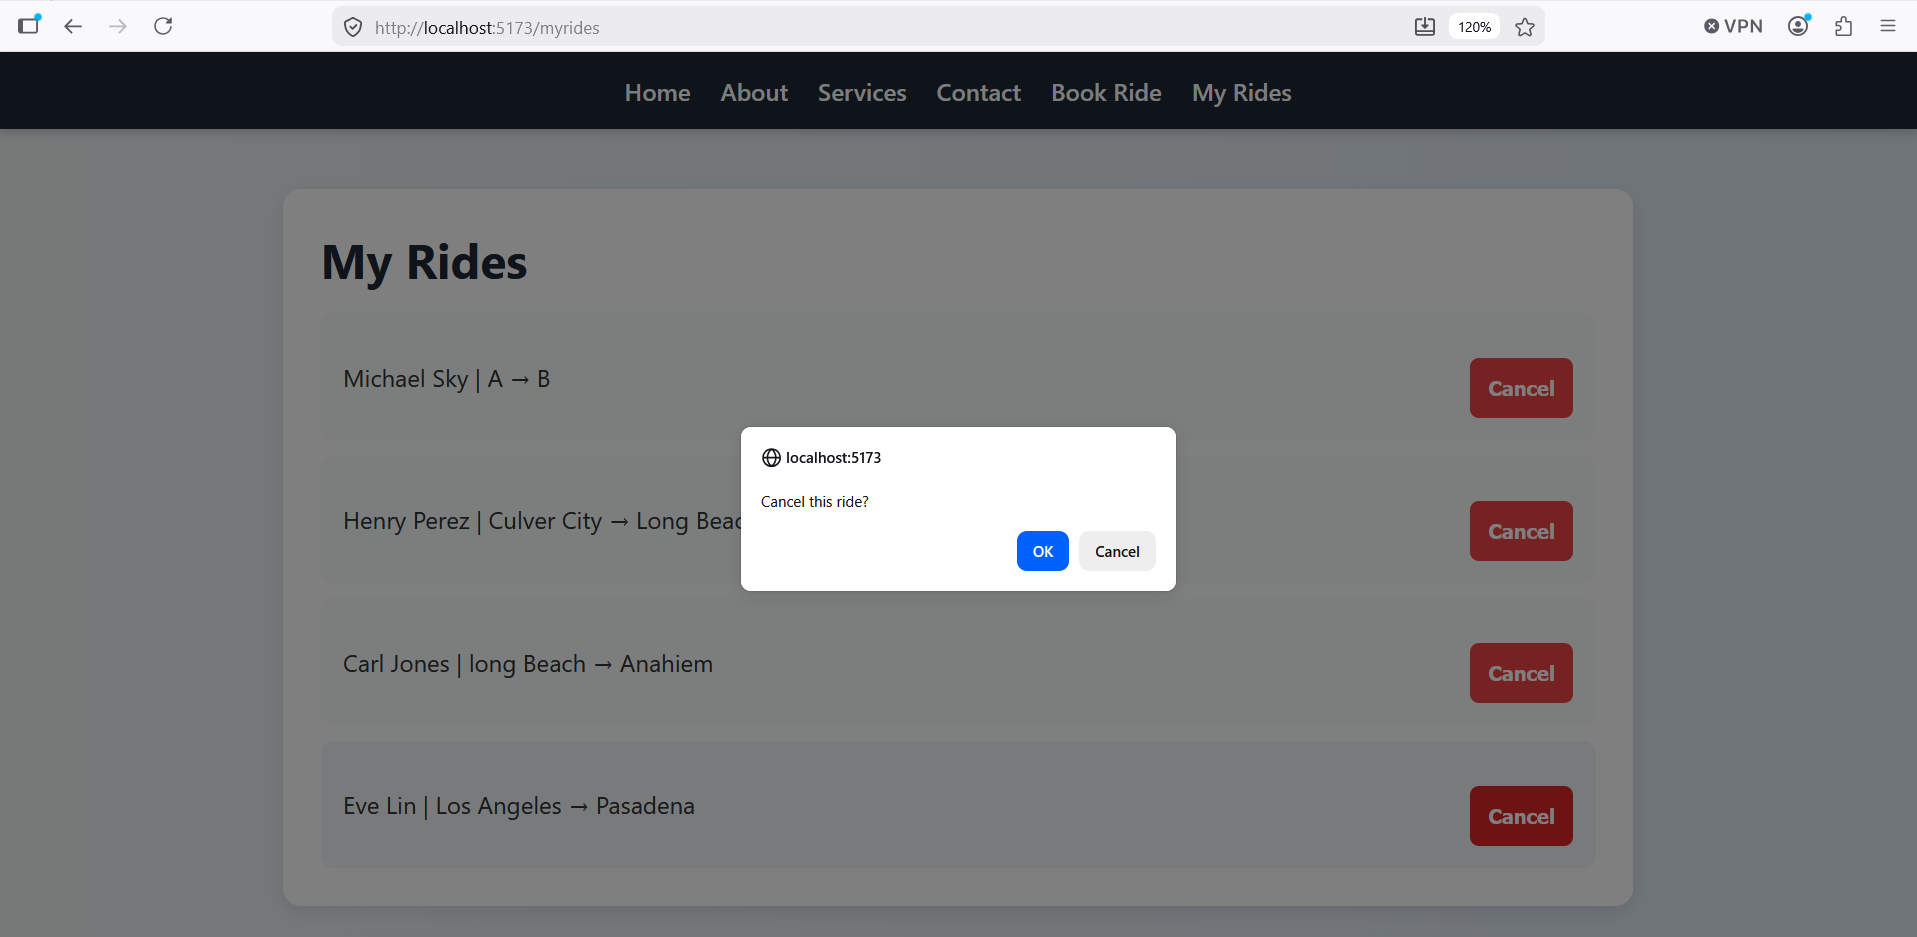 http://localhost:5173/myrides
120%
VPN
Home About Services Contact Book Ride My Rides
My Rides
Michael Sky | A → B
Cancel
localhost:5173
Cancel this ride?
OK Cancel
Henry Perez | Culver City → Long Beac
Cancel
Carl Jones | long Beach → Anahiem
Cancel
Eve Lin | Los Angeles → Pasadena
Cancel